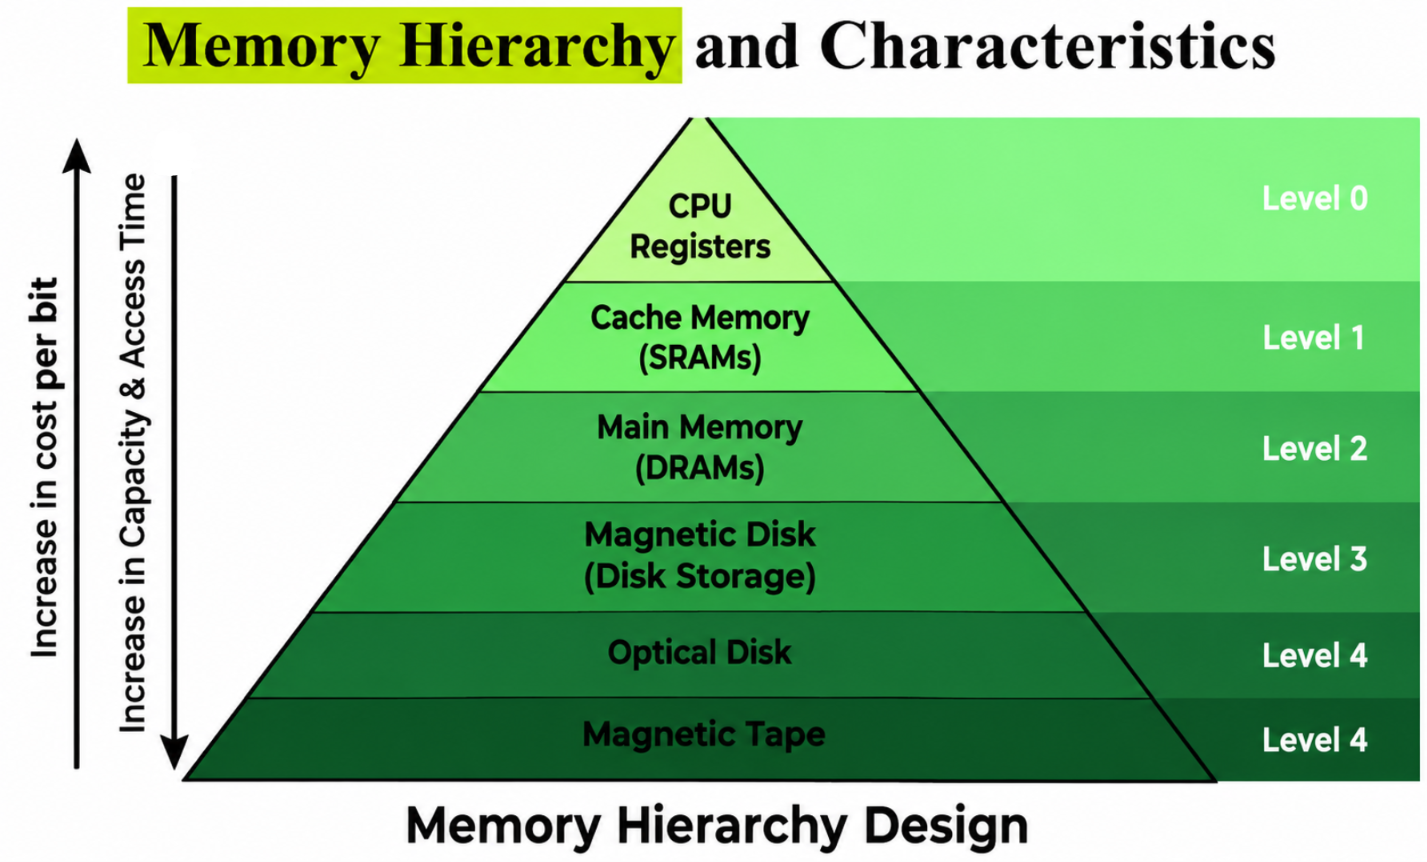 Memory Hierarchy and Characteristics
Increase in cost per bit
Increase in Capacity & Access Time
CPU
Registers
Level 0
Cache Memory
(SRAMs)
Level 1
Main Memory
(DRAMs)
Level 2
Magnetic Disk
(Disk Storage)
Level 3
Optical Disk
Level 4
Magnetic Tape
Level 4
Memory Hierarchy Design